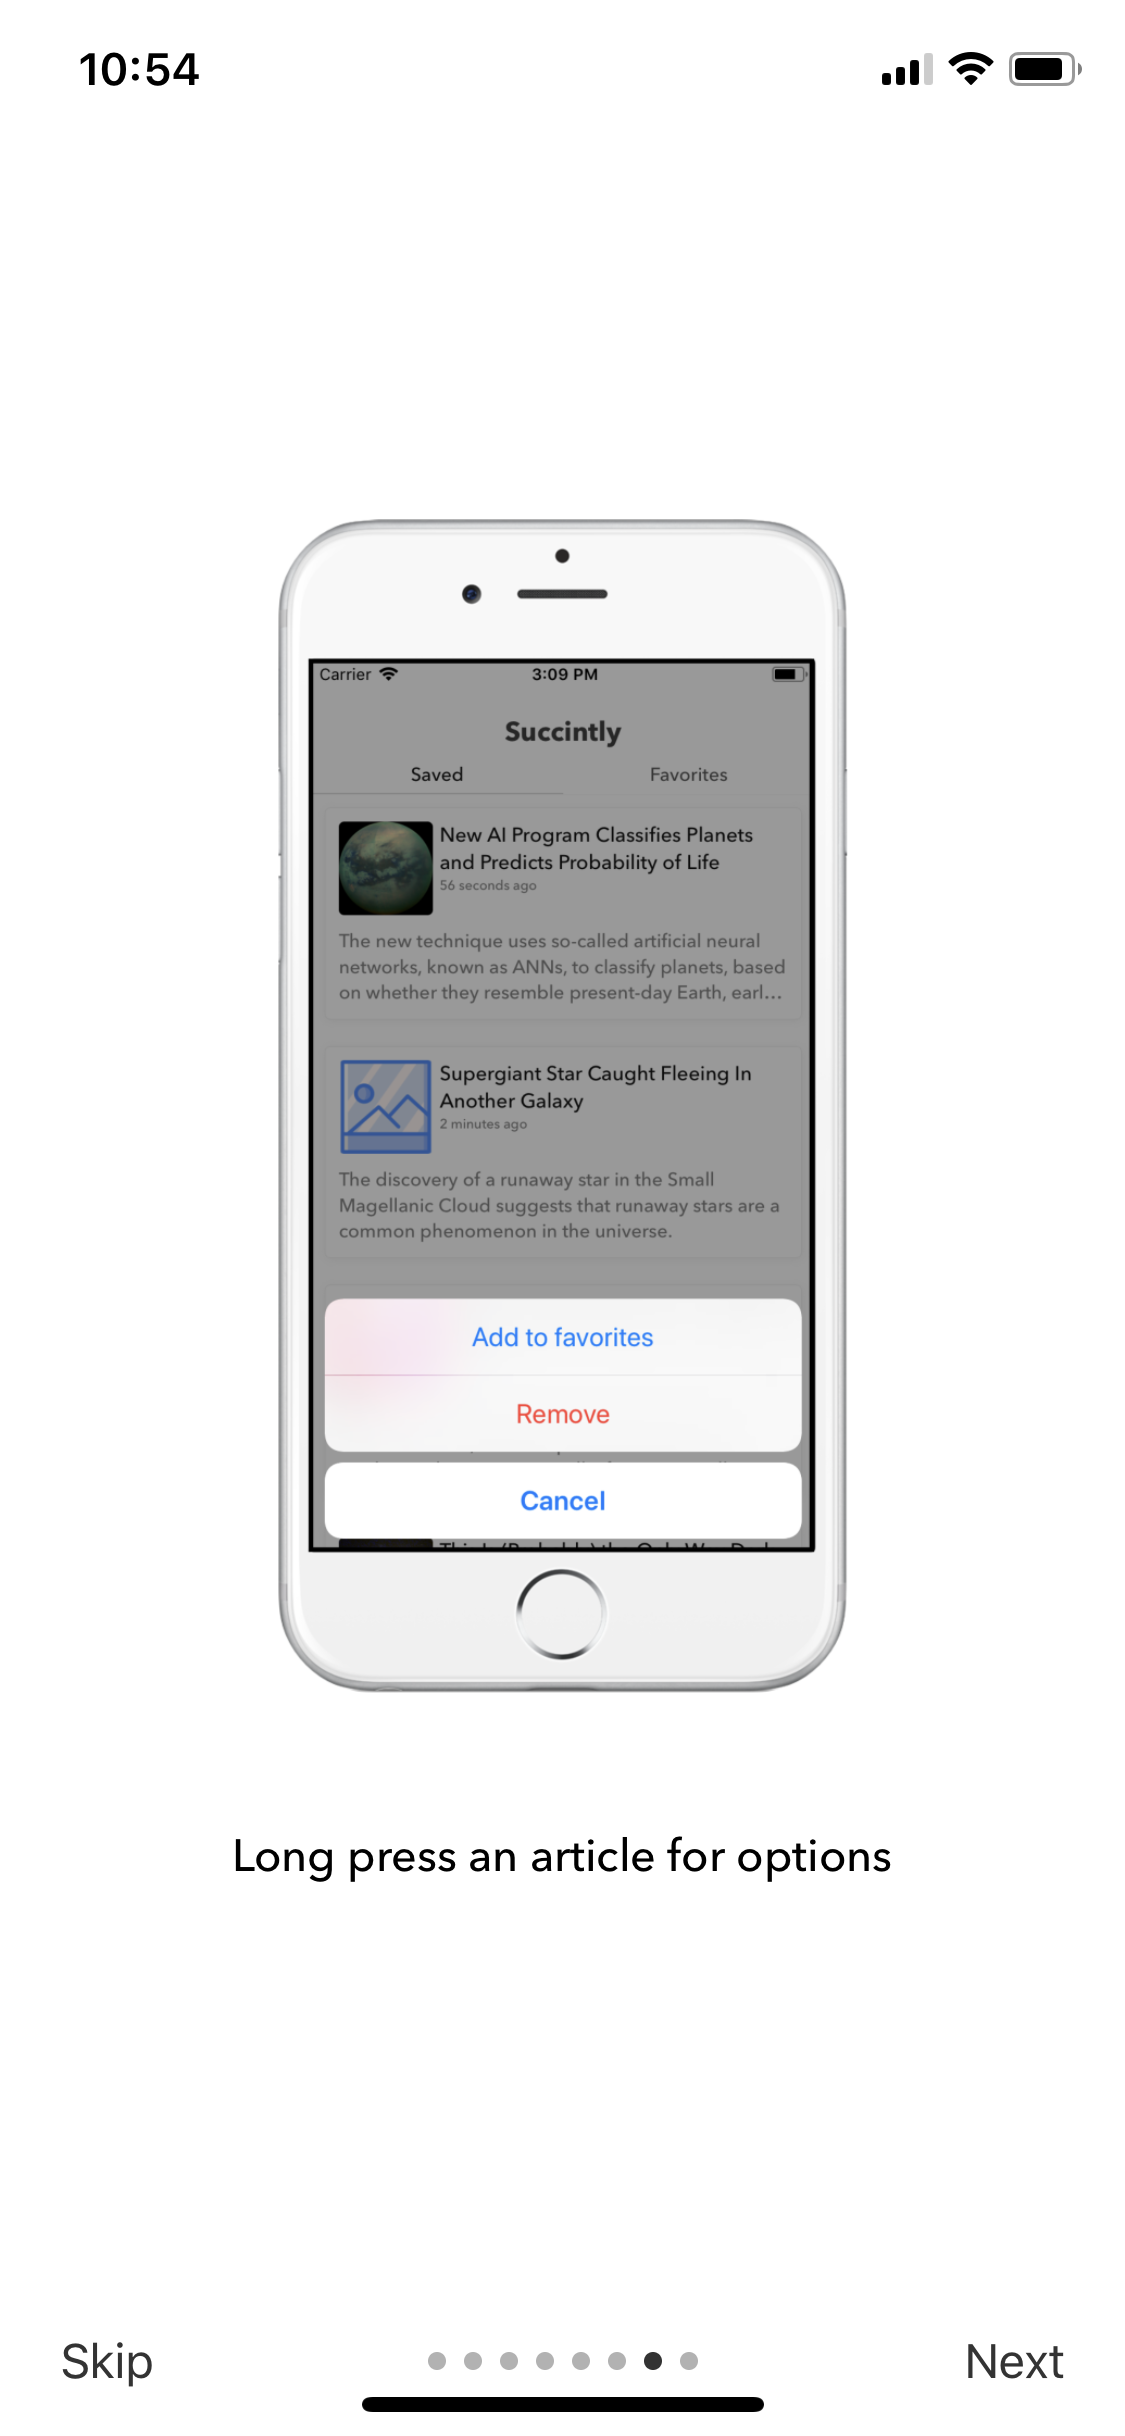 10:54
Carrier
3:09 PM
Succintly
Saved
Favorites
New AI Program Classifies Planets
and Predicts Probability of Life
56 seconds ago
The new technique uses so-called artificial neural
networks, known as ANNs, to classify planets, based
on whether they resemble present-day Earth, earl...
Supergiant Star Caught Fleeing In
Another Galaxy
2 minutes ago
The discovery of a runaway star in the Small
Magellanic Cloud suggests that runaway stars are a
common phenomenon in the universe.
Add to favorites
Remove
Cancel
Long press an article for options
Skip
Next